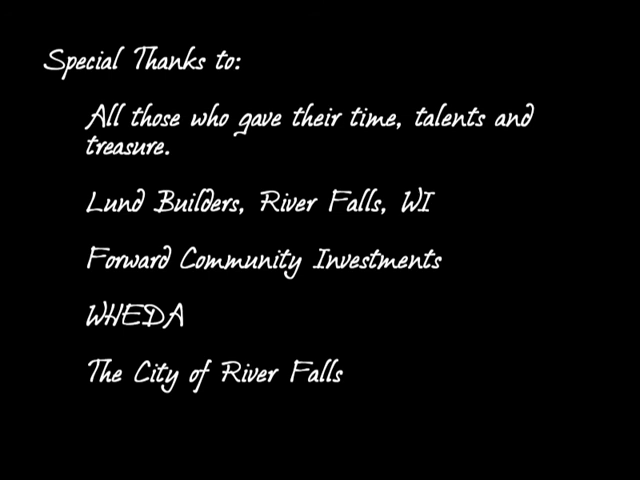 Special Thanks to:
All those who gave their time, talents and
treasure.
Lund Builders, River Falls, WI
Forward Community Investments
WHEDA
The City of River Falls